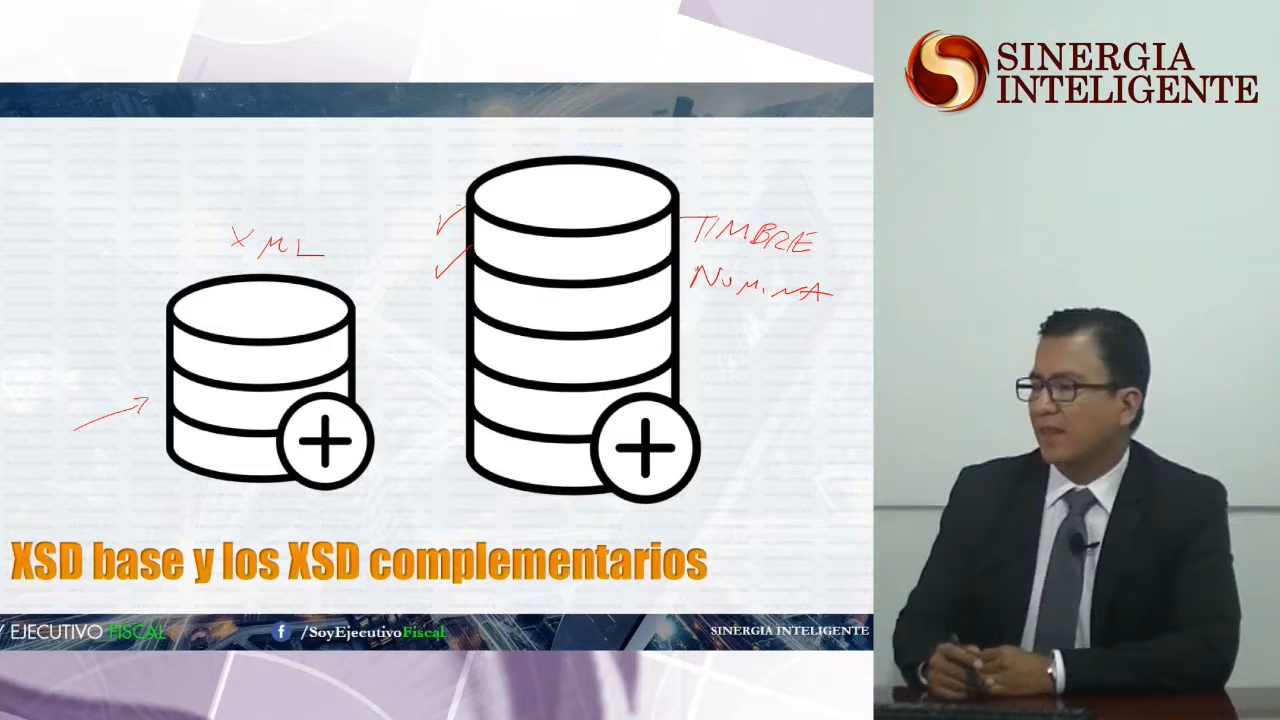 SINERGIA
INTELIGENTE
XML
TIMBRE
NOMINA
XSD base y los XSD complementarios
/ EJECUTIVO FISCAL
/SoyEjecutivoFiscal
SINERGIA INTELIGENTE